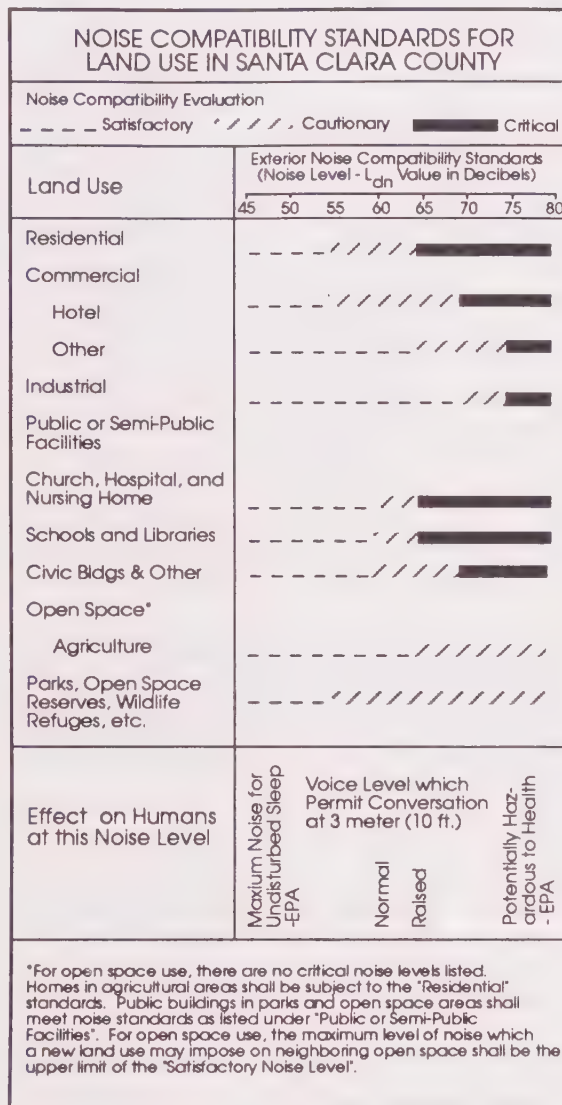 NOISE COMPATIBILITY STANDARDS FOR
LAND USE IN SANTA CLARA COUNTY
Noise Compatibility Evaluation
Satisfactory Cautionary Critical
Land Use
Exterior Noise Compatibility Standards
(Noise Level - Ldn Value in Decibels)
45 50 55 60 65 70 75 80
Residential
Commercial
Hotel
Other
Industrial
Public or Semi-Public
Facilities
Church, Hospital, and
Nursing Home
Schools and Libraries
Civic Bldgs & Other
Open Space*
Agriculture
Parks, Open Space
Reserves, Wildlife
Refuges, etc.
Effect on Humans
at this Noise Level
Maxium Noise for
Undisturbed Sleep
-EPA
Voice Level which
Permit Conversation
at 3 meter (10 ft.)
Normal
Raised
Potentially Haz-
ardous to Health
- EPA
*For open space use, there are no critical noise levels listed.
Homes in agricultural areas shall be subject to the "Residential"
standards. Public buildings in parks and open space areas shall
meet noise standards as listed under "Public or Semi-Public
Facilities". For open space use, the maximum level of noise which
a new land use may impose on neighboring open space shall be the
upper limit of the "Satisfactory Noise Level".